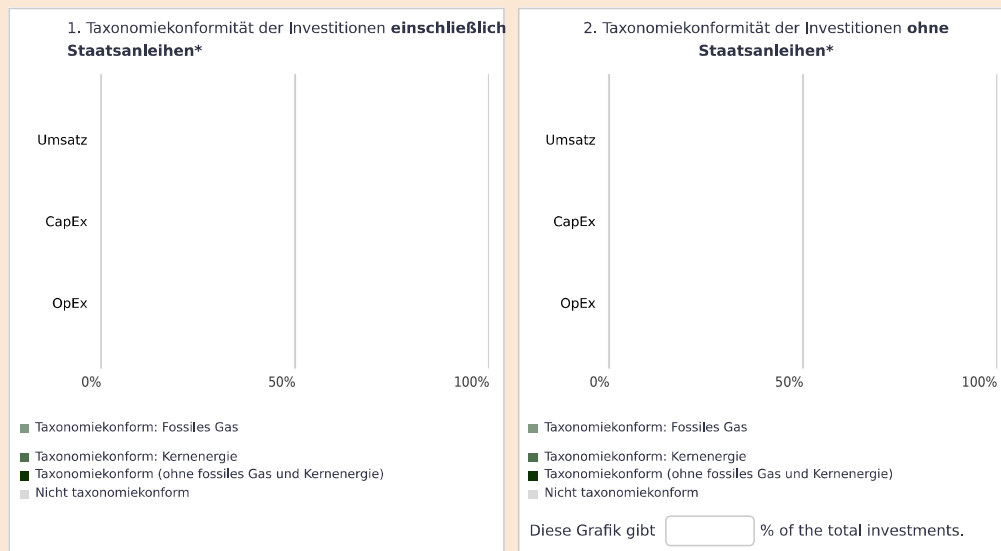 1. Taxonomiekonformität der Investitionen einschließlich
Staatsanleihen*
Umsatz
CapEx
OpEx
0% 50% 100%
Taxonomiekonform: Fossiles Gas
Taxonomiekonform: Kernenergie
Taxonomiekonform (ohne fossiles Gas und Kernenergie)
Nicht taxonomiekonform
2. Taxonomiekonformität der Investitionen ohne
Staatsanleihen*
Umsatz
CapEx
OpEx
0% 50% 100%
Taxonomiekonform: Fossiles Gas
Taxonomiekonform: Kernenergie
Taxonomiekonform (ohne fossiles Gas und Kernenergie)
Nicht taxonomiekonform
Diese Grafik gibt % of the total investments.